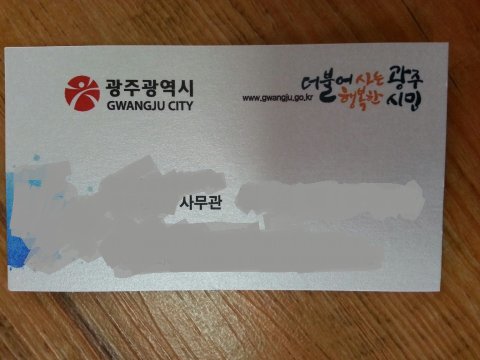 광주광역시
GWANGJU CITY
www.gwangju.go.kr
더불어 사는 광주
행복한 시민
사무관